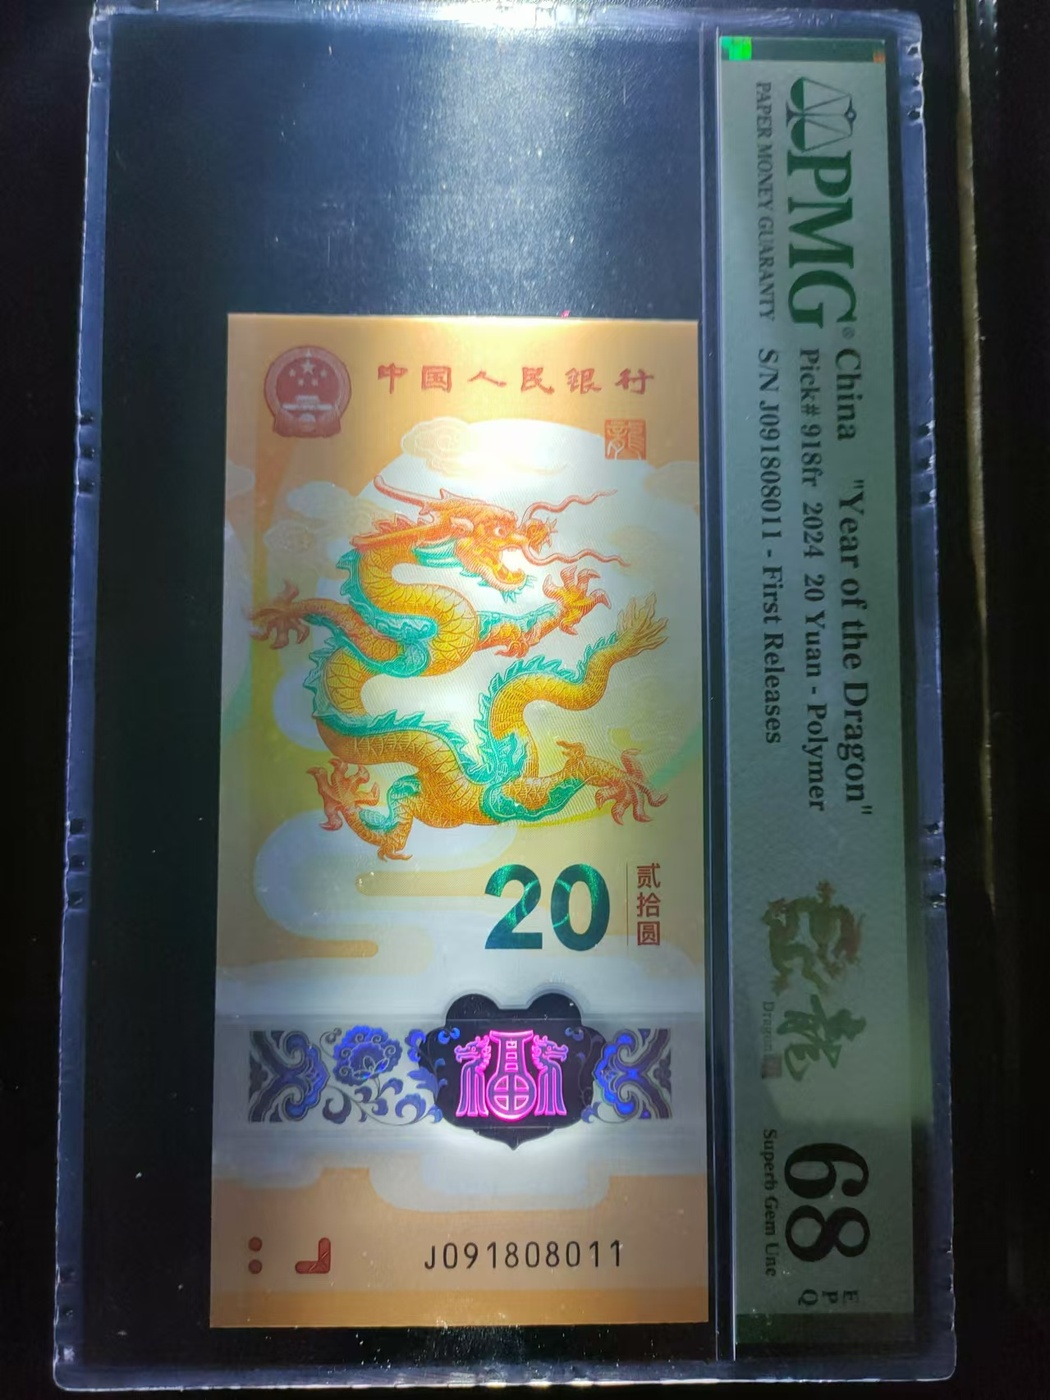 中国人民银行
龍
20
贰拾圆
J091808011
PMG®
PAPER MONEY GUARANTY
China "Year of the Dragon"
Pick# 918fr 2024 20 Yuan - Polymer
S/N J091808011 - First Releases
龍
Dragon
68
EPQ
Superb Gem Unc